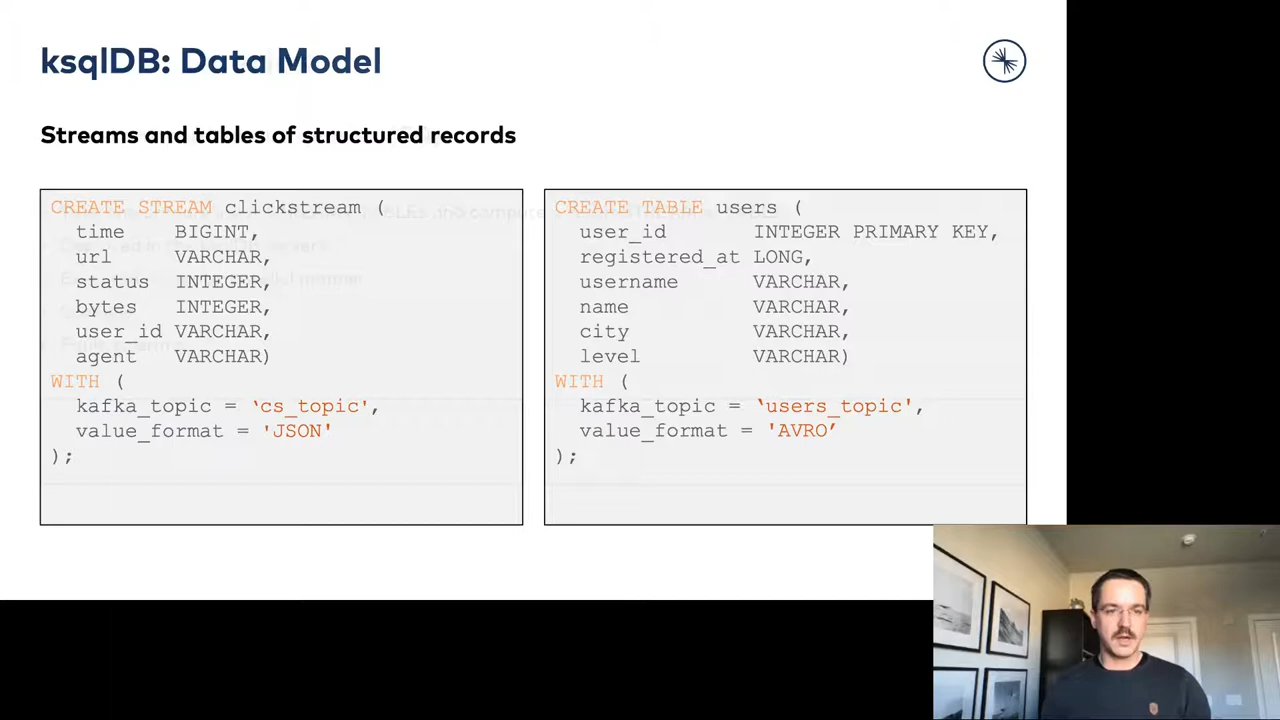 ksqlDB: Data Model
Streams and tables of structured records
CREATE STREAM clickstream (
time BIGINT,
url VARCHAR,
status INTEGER,
bytes INTEGER,
user_id VARCHAR,
agent VARCHAR)
WITH (
kafka_topic = ‘cs_topic',
value_format = 'JSON'
);
CREATE TABLE users (
user_id INTEGER PRIMARY KEY,
registered_at LONG,
username VARCHAR,
name VARCHAR,
city VARCHAR,
level VARCHAR)
WITH (
kafka_topic = ‘users_topic',
value_format = 'AVRO’
);